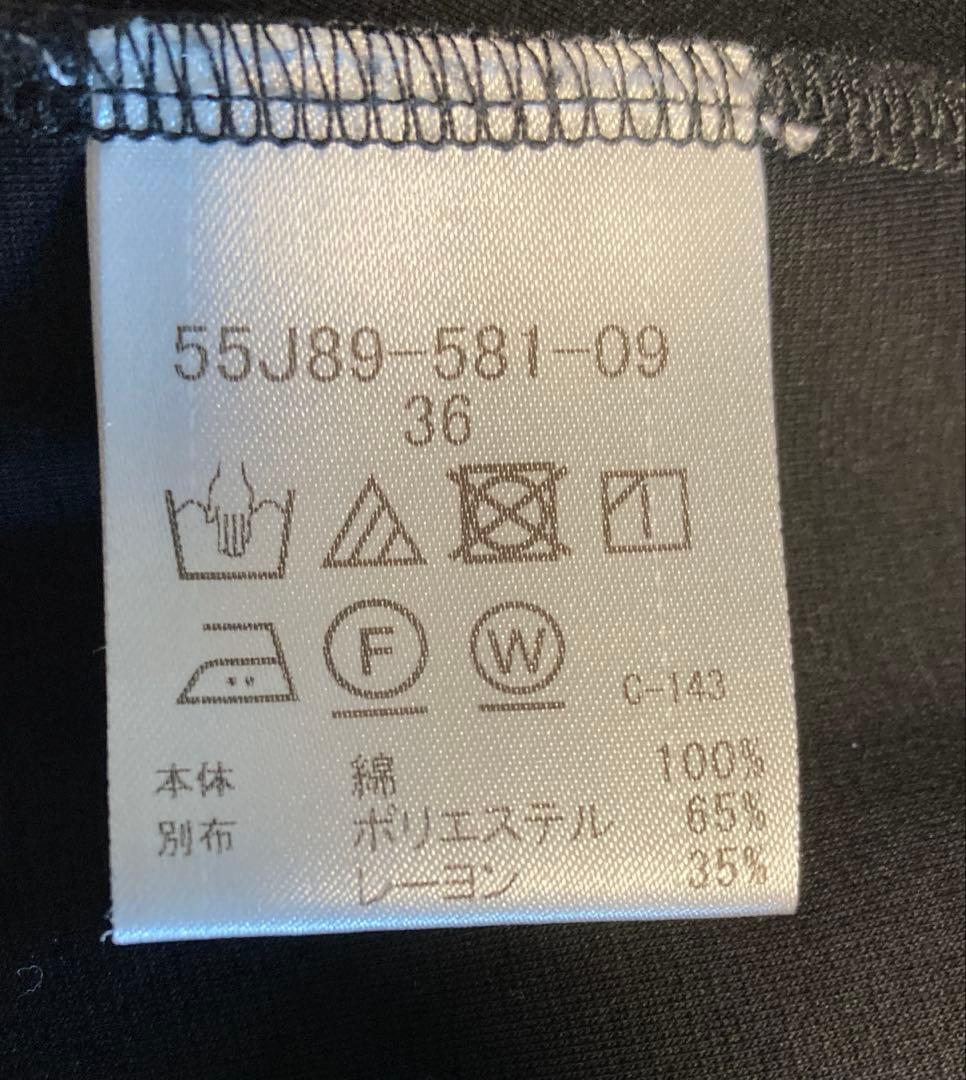 55J89-581-09
36
F W C-143
本体 綿 100%
別布 ポリエステル 65%
レーヨン 35%